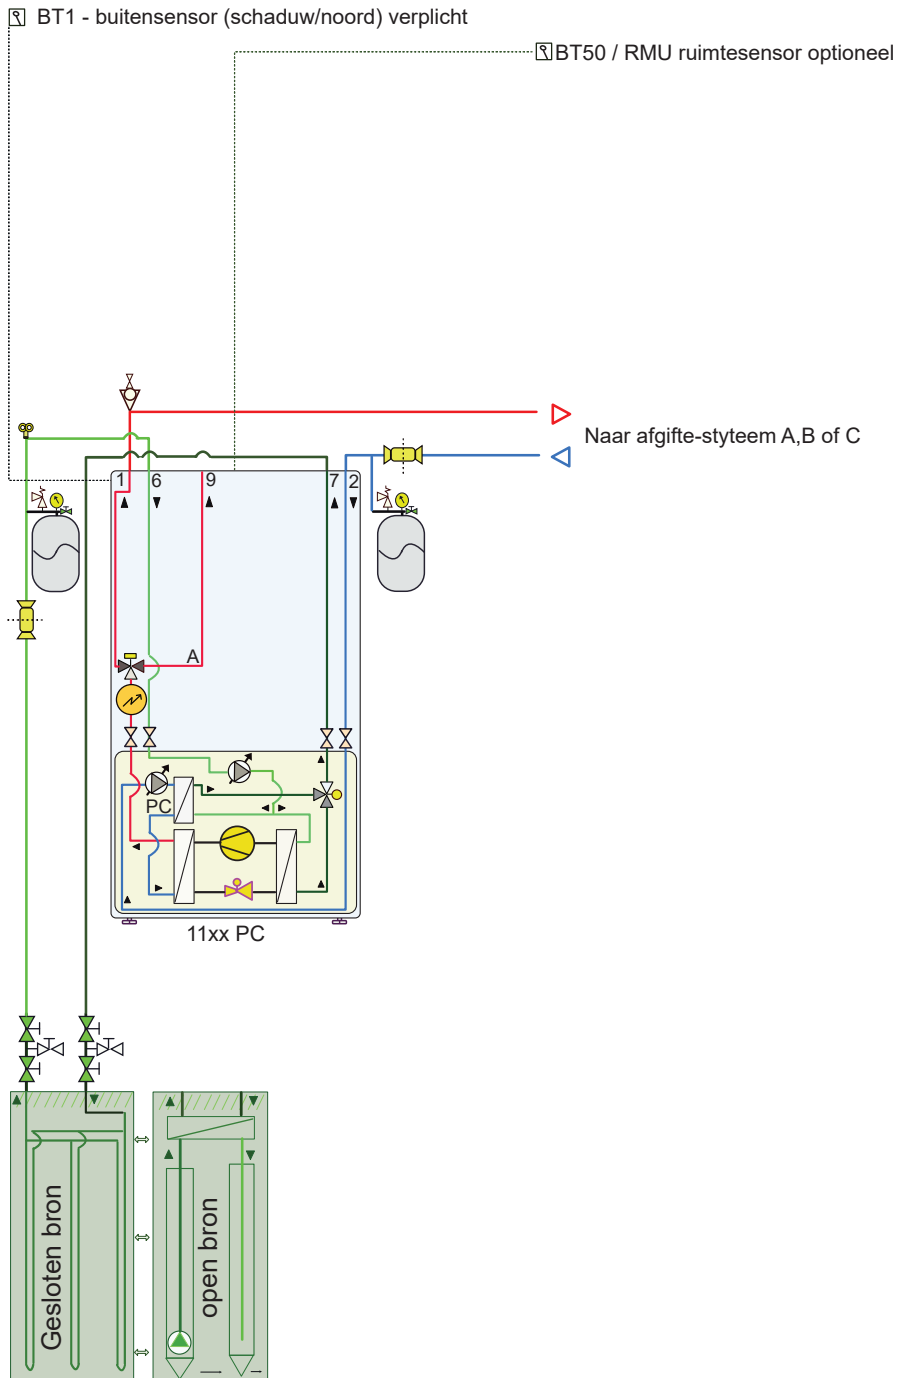 BT1 - buitensensor (schaduw/noord) verplicht
BT50 / RMU ruimtesensor optioneel
Naar afgifte-styteem A,B of C
1 6 9 7 2
A
PC
11xx PC
Gesloten bron
open bron